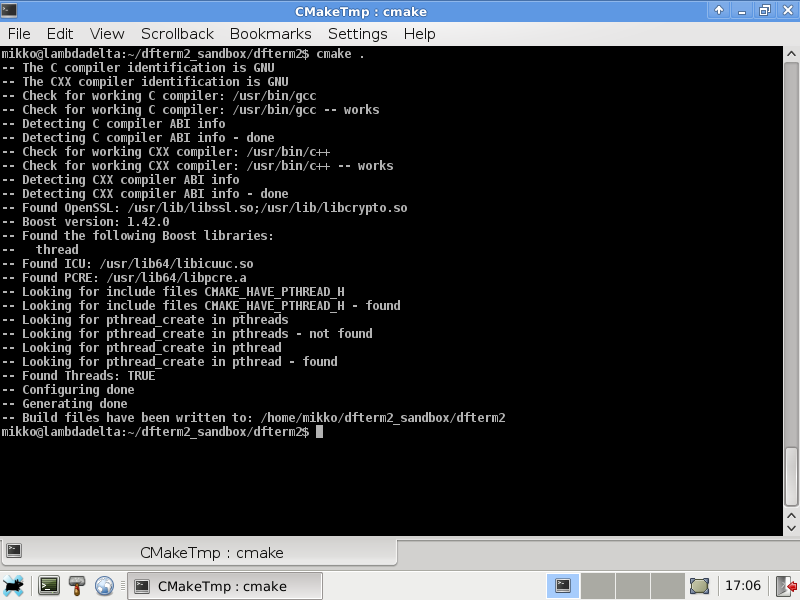 CMakeTmp : cmake
File Edit View Scrollback Bookmarks Settings Help
mikko@lambdadelta:~/dfterm2_sandbox/dfterm2$ cmake .
-- The C compiler identification is GNU
-- The CXX compiler identification is GNU
-- Check for working C compiler: /usr/bin/gcc
-- Check for working C compiler: /usr/bin/gcc -- works
-- Detecting C compiler ABI info
-- Detecting C compiler ABI info - done
-- Check for working CXX compiler: /usr/bin/c++
-- Check for working CXX compiler: /usr/bin/c++ -- works
-- Detecting CXX compiler ABI info
-- Detecting CXX compiler ABI info - done
-- Found OpenSSL: /usr/lib/libssl.so;/usr/lib/libcrypto.so
-- Boost version: 1.42.0
-- Found the following Boost libraries:
--   thread
-- Found ICU: /usr/lib64/libicuuc.so
-- Found PCRE: /usr/lib64/libpcre.a
-- Looking for include files CMAKE_HAVE_PTHREAD_H
-- Looking for include files CMAKE_HAVE_PTHREAD_H - found
-- Looking for pthread_create in pthreads
-- Looking for pthread_create in pthreads - not found
-- Looking for pthread_create in pthread
-- Looking for pthread_create in pthread - found
-- Found Threads: TRUE
-- Configuring done
-- Generating done
-- Build files have been written to: /home/mikko/dfterm2_sandbox/dfterm2
mikko@lambdadelta:~/dfterm2_sandbox/dfterm2$
CMakeTmp : cmake
CMakeTmp : cmake
17:06